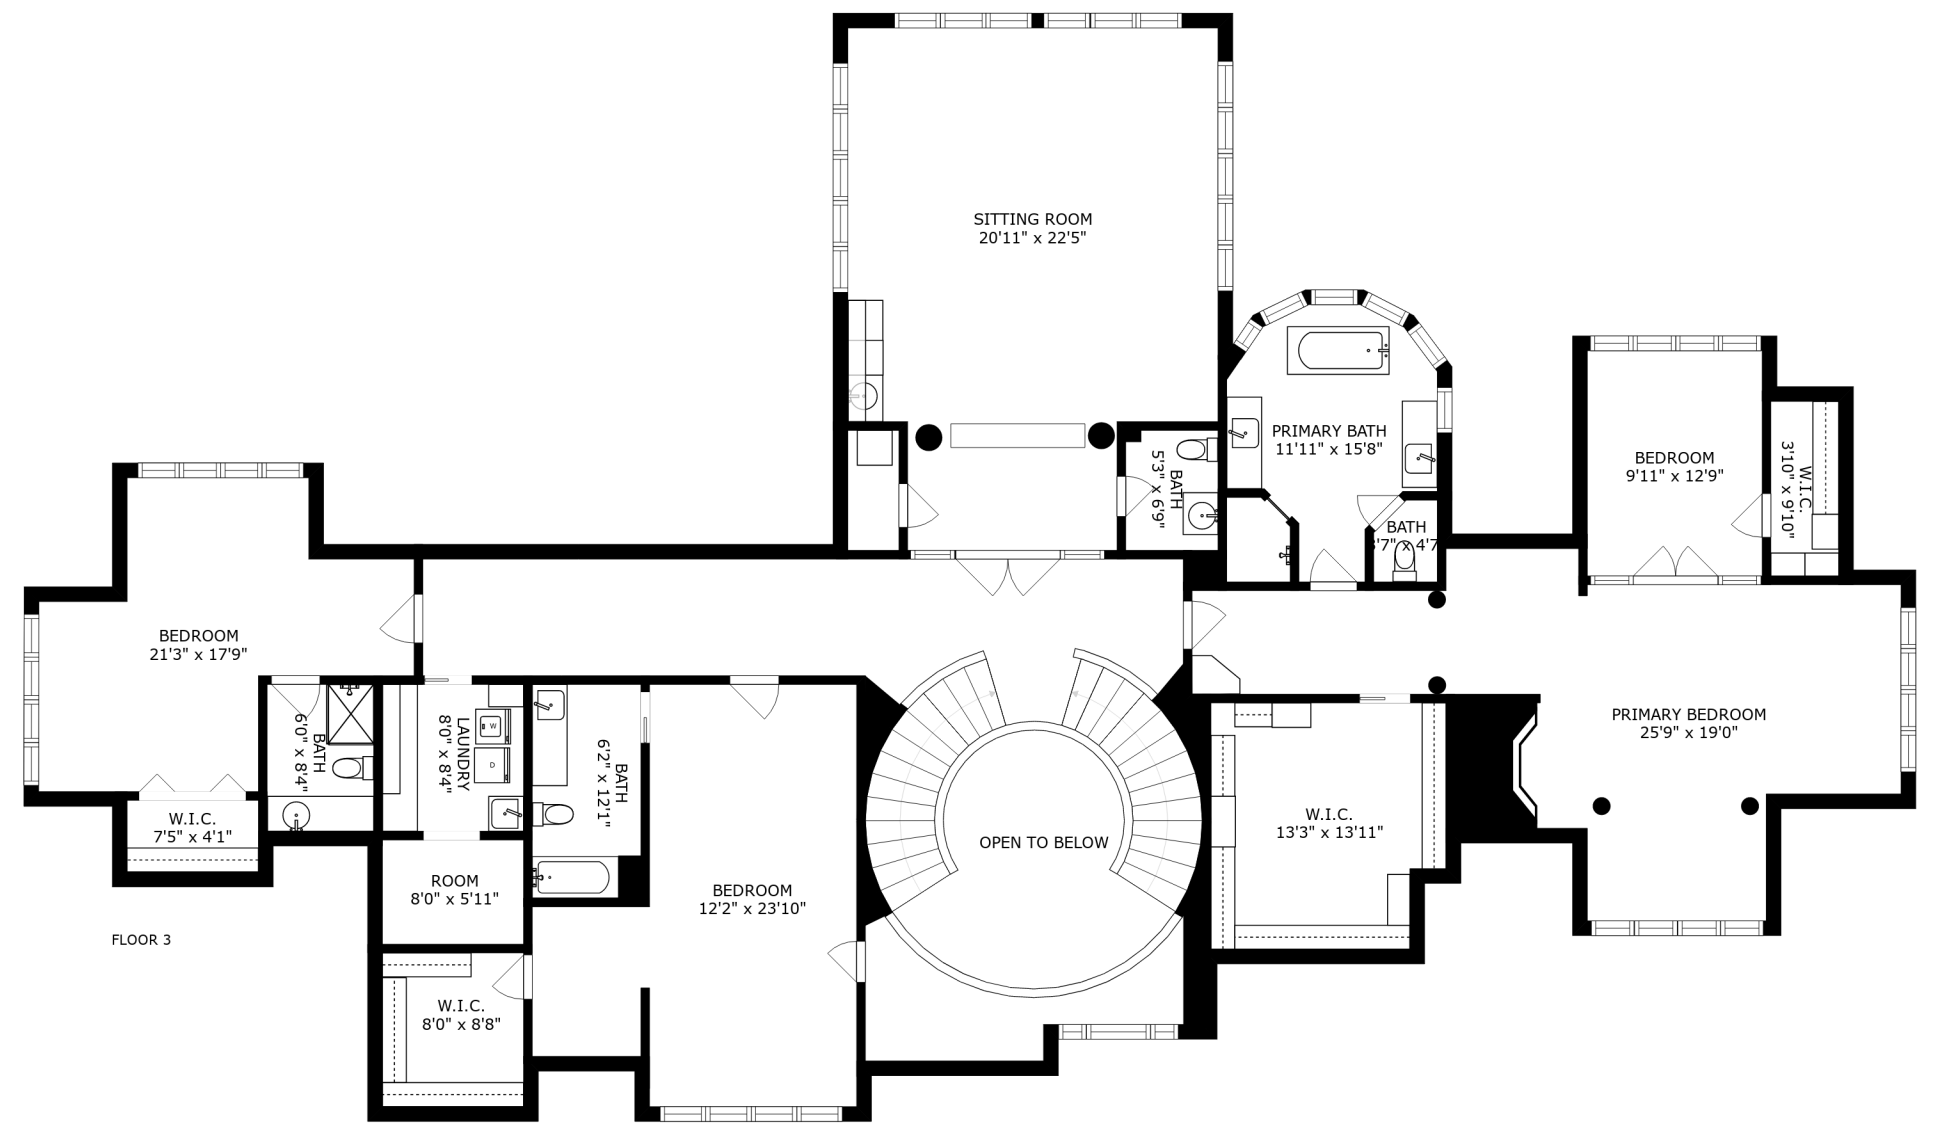 SITTING ROOM
20'11" x 22'5"
PRIMARY BATH
11'11" x 15'8"
BEDROOM
9'11" x 12'9"
W.I.C.
3'10" x 9'10"
BATH
5'3" x 6'9"
BATH
'7" x 4'7
BEDROOM
21'3" x 17'9"
BATH
6'0" x 8'4"
LAUNDRY
8'0" x 8'4"
W
D
BATH
6'2" x 12'1"
PRIMARY BEDROOM
25'9" x 19'0"
W.I.C.
7'5" x 4'1"
W.I.C.
13'3" x 13'11"
OPEN TO BELOW
ROOM
8'0" x 5'11"
BEDROOM
12'2" x 23'10"
FLOOR 3
W.I.C.
8'0" x 8'8"